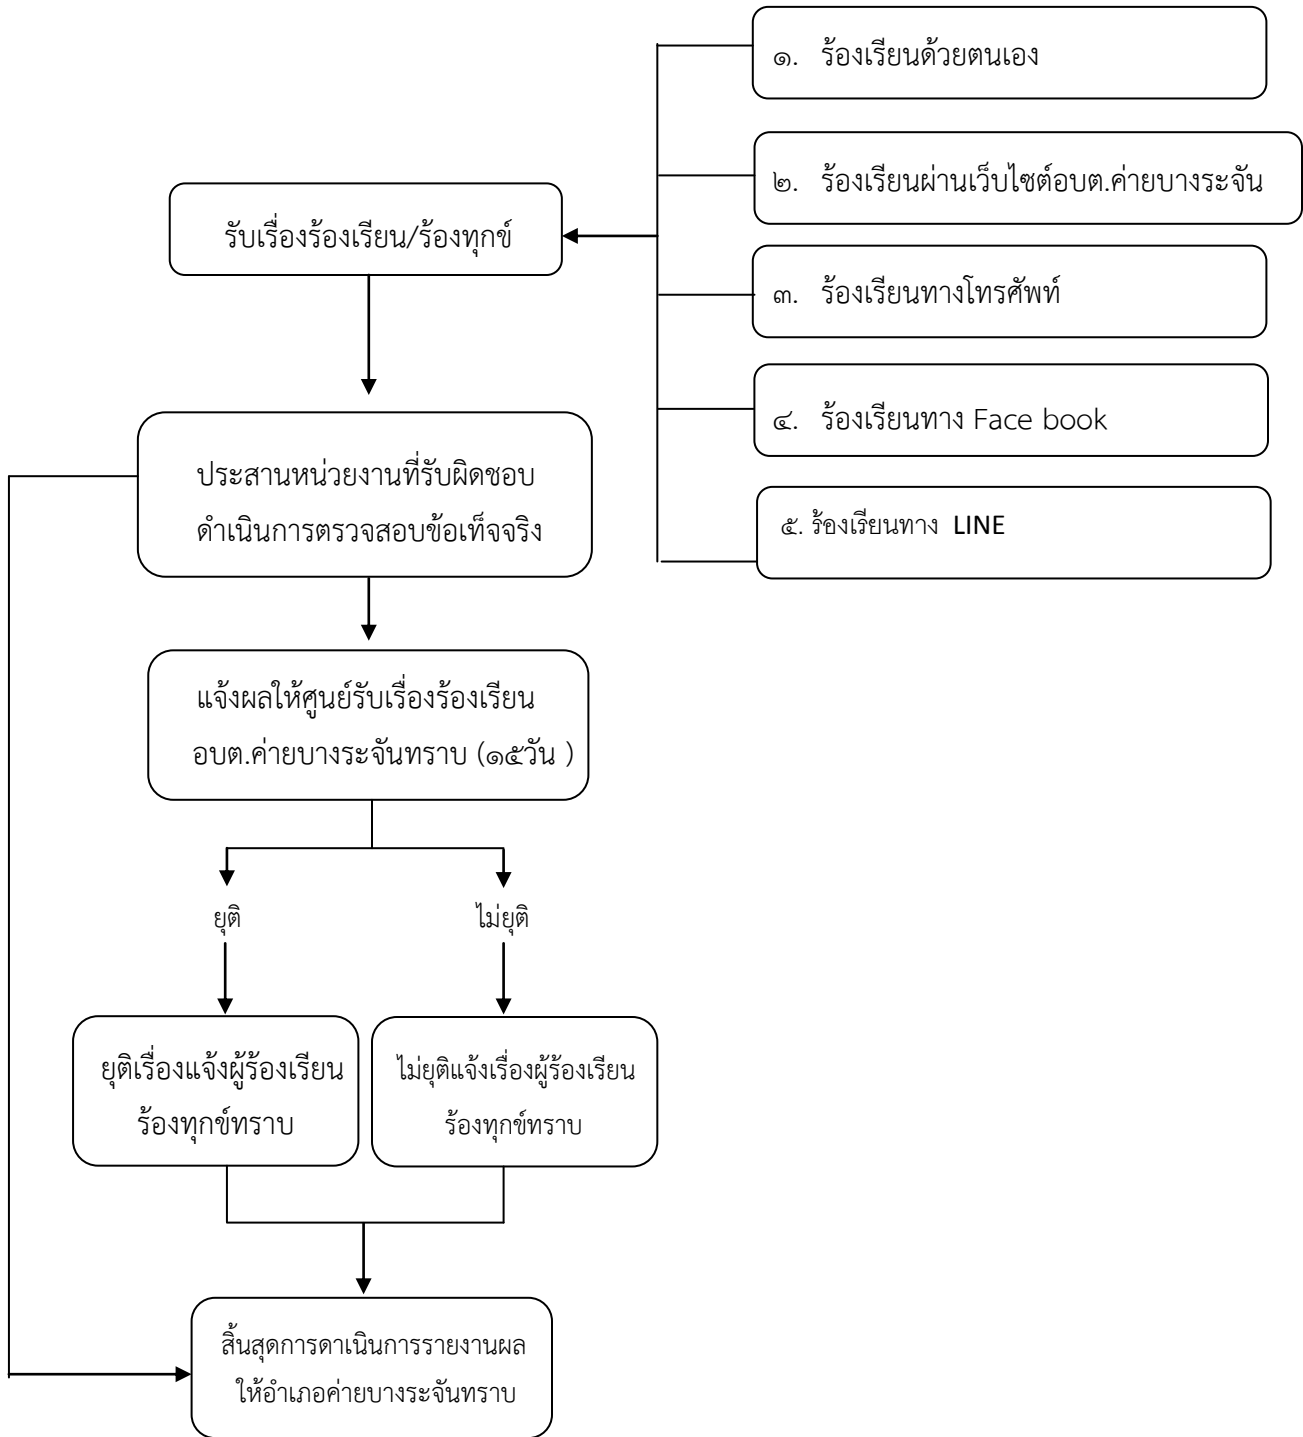 ๑. ร้องเรียนด้วยตนเอง
๒. ร้องเรียนผ่านเว็บไซต์อบต.ค่ายบางระจัน
รับเรื่องร้องเรียน/ร้องทุกข์
๓. ร้องเรียนทางโทรศัพท์
๔. ร้องเรียนทาง Face book
๕. ร้องเรียนทาง LINE
ประสานหน่วยงานที่รับผิดชอบ
ดำเนินการตรวจสอบข้อเท็จจริง
แจ้งผลให้ศูนย์รับเรื่องร้องเรียน
อบต.ค่ายบางระจันทราบ (๑๕วัน )
ยุติ
ไม่ยุติ
ยุติเรื่องแจ้งผู้ร้องเรียน
ร้องทุกข์ทราบ
ไม่ยุติแจ้งเรื่องผู้ร้องเรียน
ร้องทุกข์ทราบ
สิ้นสุดการดาเนินการรายงานผล
ให้อำเภอค่ายบางระจันทราบ